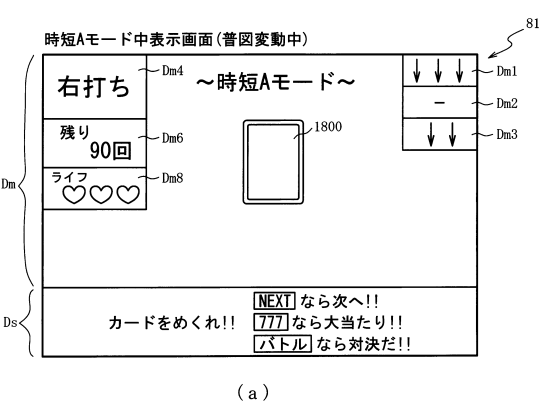 時短Aモード中表示画面(普図変動中)
81
右打ち
Dm4
～時短Aモード～
Dm1
Dm2
Dm3
残り
90回
Dm6
1800
ライフ
Dm8
Dm
Ds
カードをめくれ!!
NEXT なら次へ!!
777 なら大当たり!!
バトル なら対決だ!!
(a)